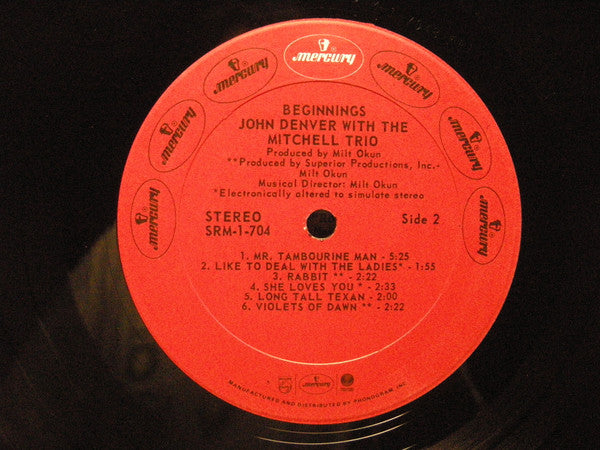 mercury
mercury
mercury
mercury
mercury
mercury
mercury
BEGINNINGS
JOHN DENVER WITH THE
MITCHELL TRIO
Produced by Milt Okun
**Produced by Superior Productions, Inc.-
Milt Okun
Musical Director: Milt Okun
*Electronically altered to simulate stereo
STEREO
SRM-1-704
Side 2
1. MR. TAMBOURINE MAN - 5:25
2. LIKE TO DEAL WITH THE LADIES* - 1:55
3. RABBIT ** - 2:22
4. SHE LOVES YOU * - 2:33
5. LONG TALL TEXAN - 2:00
6. VIOLETS OF DAWN ** - 2:22
mercury
MANUFACTURED AND DISTRIBUTED BY PHONOGRAM, INC.